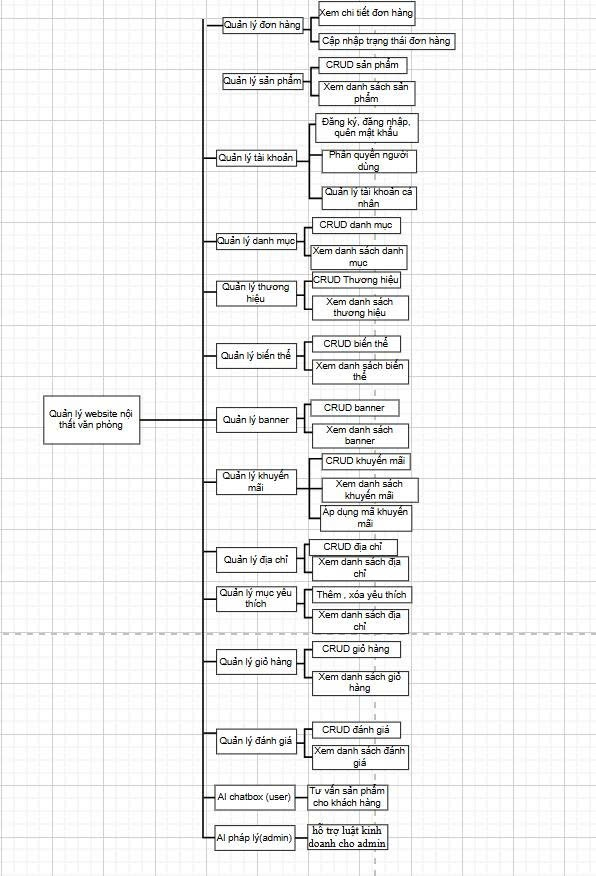 Quản lý website nội
thất văn phòng
Quản lý đơn hàng
Xem chi tiết đơn hàng
Cập nhập trạng thái đơn hàng
Quản lý sản phẩm
CRUD sản phẩm
Xem danh sách sản
phẩm
Quản lý tài khoản
Đăng ký, đăng nhập,
quên mật khẩu
Phân quyền người
dùng
Quản lý tài khoản cá
nhân
Quản lý danh mục
CRUD danh mục
Xem danh sách danh
mục
Quản lý thương
hiệu
CRUD Thương hiệu
Xem danh sách
thương hiệu
Quản lý biến thể
CRUD biến thể
Xem danh sách biến
thể
Quản lý banner
CRUD banner
Xem danh sách
banner
Quản lý khuyến
mãi
CRUD khuyến mãi
Xem danh sách
khuyến mãi
Áp dụng mã khuyến
mãi
Quản lý địa chỉ
CRUD địa chỉ
Xem danh sách địa
chỉ
Quản lý mục yêu
thích
Thêm , xóa yêu thích
Xem danh sách địa
chỉ
Quản lý giỏ hàng
CRUD giỏ hàng
Xem danh sách giỏ
hàng
Quản lý đánh giá
CRUD đánh giá
Xem danh sách đánh
giá
AI chatbox (user)
Tư vấn sản phẩm
cho khách hàng
AI pháp lý(admin)
hỗ trợ luật kinh
doanh cho admin